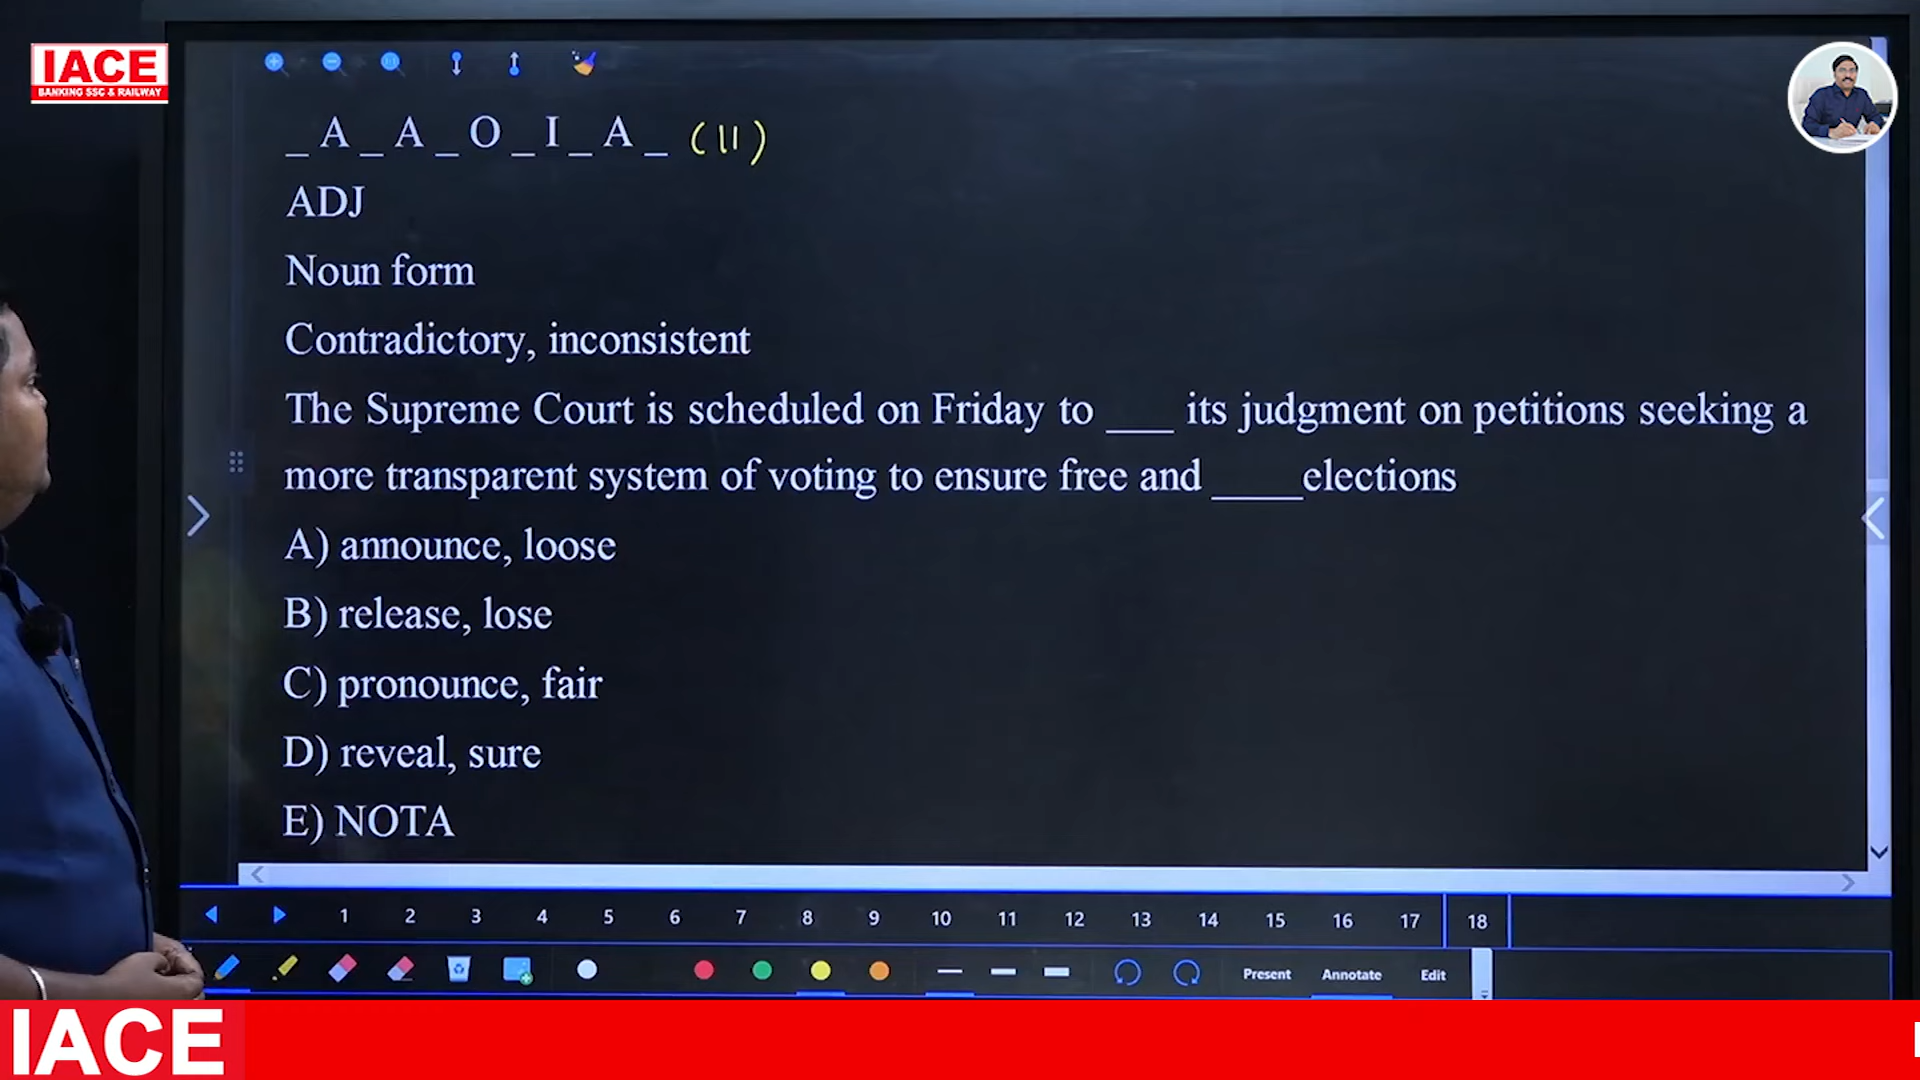 IACE
BANKING SSC & RAILWAY
_ A _ A _ O _ I _ A _ (11)
ADJ
Noun form
Contradictory, inconsistent
The Supreme Court is scheduled on Friday to ___ its judgment on petitions seeking a
more transparent system of voting to ensure free and ____elections
A) announce, loose
B) release, lose
C) pronounce, fair
D) reveal, sure
E) NOTA
1 2 3 4 5 6 7 8 9 10 11 12 13 14 15 16 17 18
Present Annotate Edit
IACE